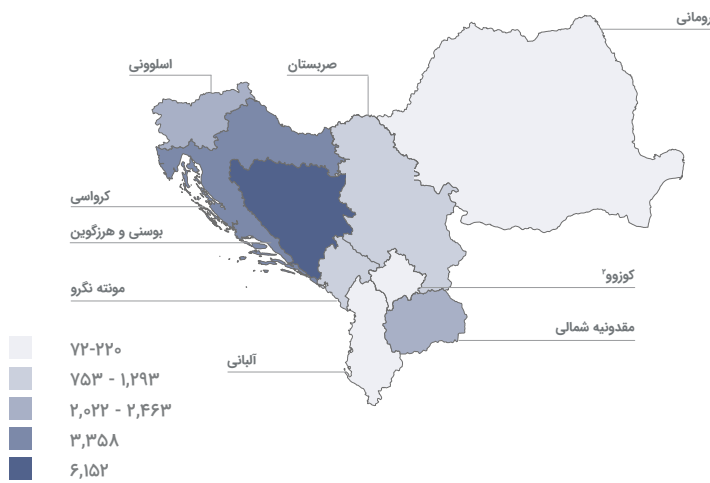 رومانی
اسلوونی
صربستان
کرواسی
بوسنی و هرزگوین
کوزوو۲
مونته نگرو
مقدونیه شمالی
آلبانی
۷۲-۲۲۰
۷۵۳ - ۱,۲۹۳
۲,۰۲۲ - ۲,۴۶۳
۳,۳۵۸
۶,۱۵۲